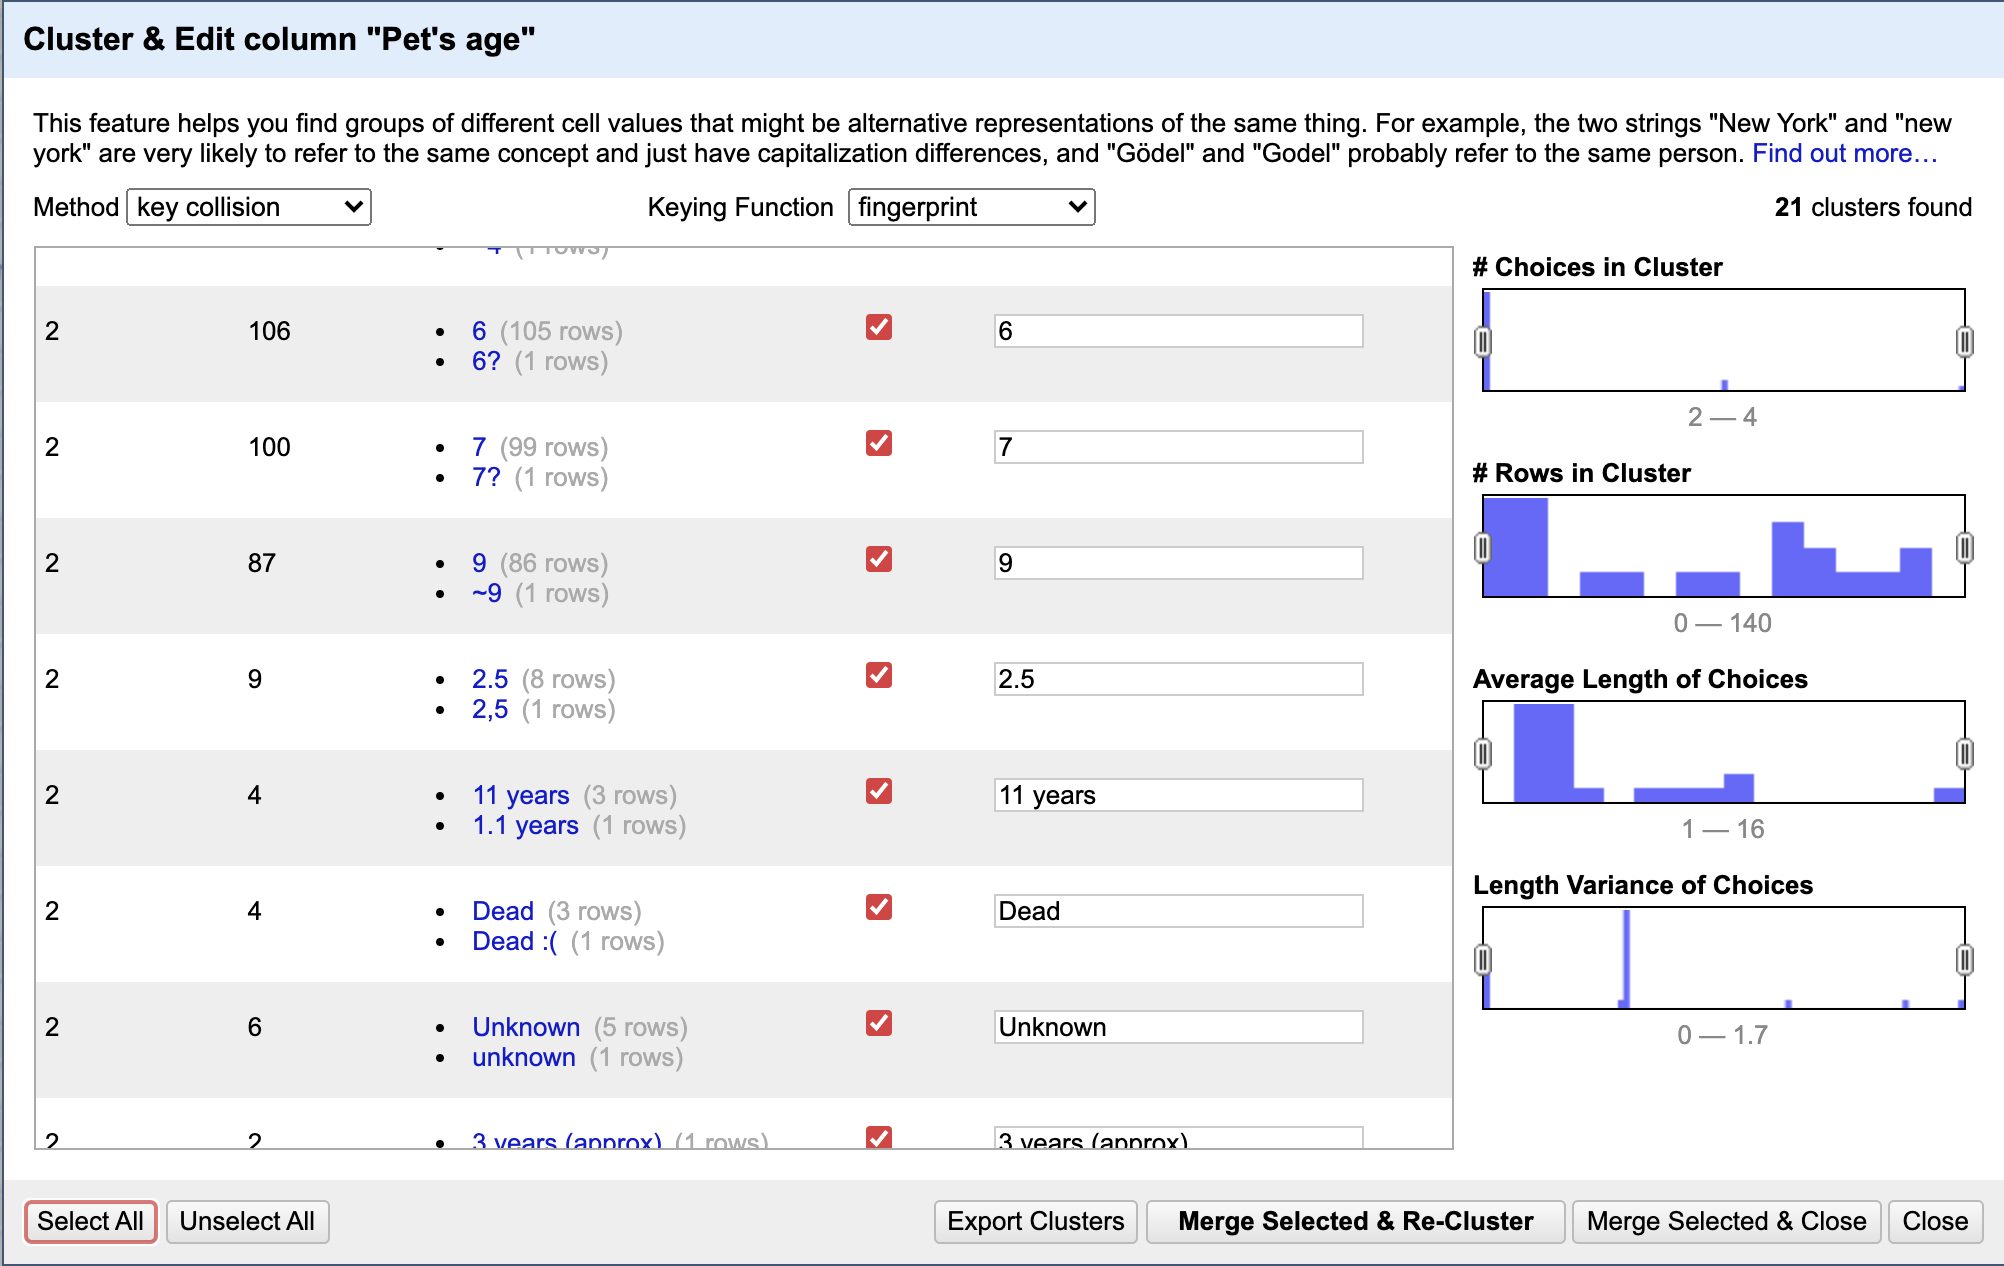 Cluster & Edit column "Pet's age"
This feature helps you find groups of different cell values that might be alternative representations of the same thing. For example, the two strings "New York" and "new
york" are very likely to refer to the same concept and just have capitalization differences, and "Gödel" and "Godel" probably refer to the same person. Find out more…
Method key collision Keying Function fingerprint 21 clusters found
• 4 (1 rows)
2 106 • 6 (105 rows) 6
• 6? (1 rows)
2 100 • 7 (99 rows) 7
• 7? (1 rows)
2 87 • 9 (86 rows) 9
• ~9 (1 rows)
2 9 • 2.5 (8 rows) 2.5
• 2,5 (1 rows)
2 4 • 11 years (3 rows) 11 years
• 1.1 years (1 rows)
2 4 • Dead (3 rows) Dead
• Dead :( (1 rows)
2 6 • Unknown (5 rows) Unknown
• unknown (1 rows)
2 2 • 3 years (approx) (1 rows) 3 years (approx)
# Choices in Cluster
2 — 4
# Rows in Cluster
0 — 140
Average Length of Choices
1 — 16
Length Variance of Choices
0 — 1.7
Select All Unselect All Export Clusters Merge Selected & Re-Cluster Merge Selected & Close Close